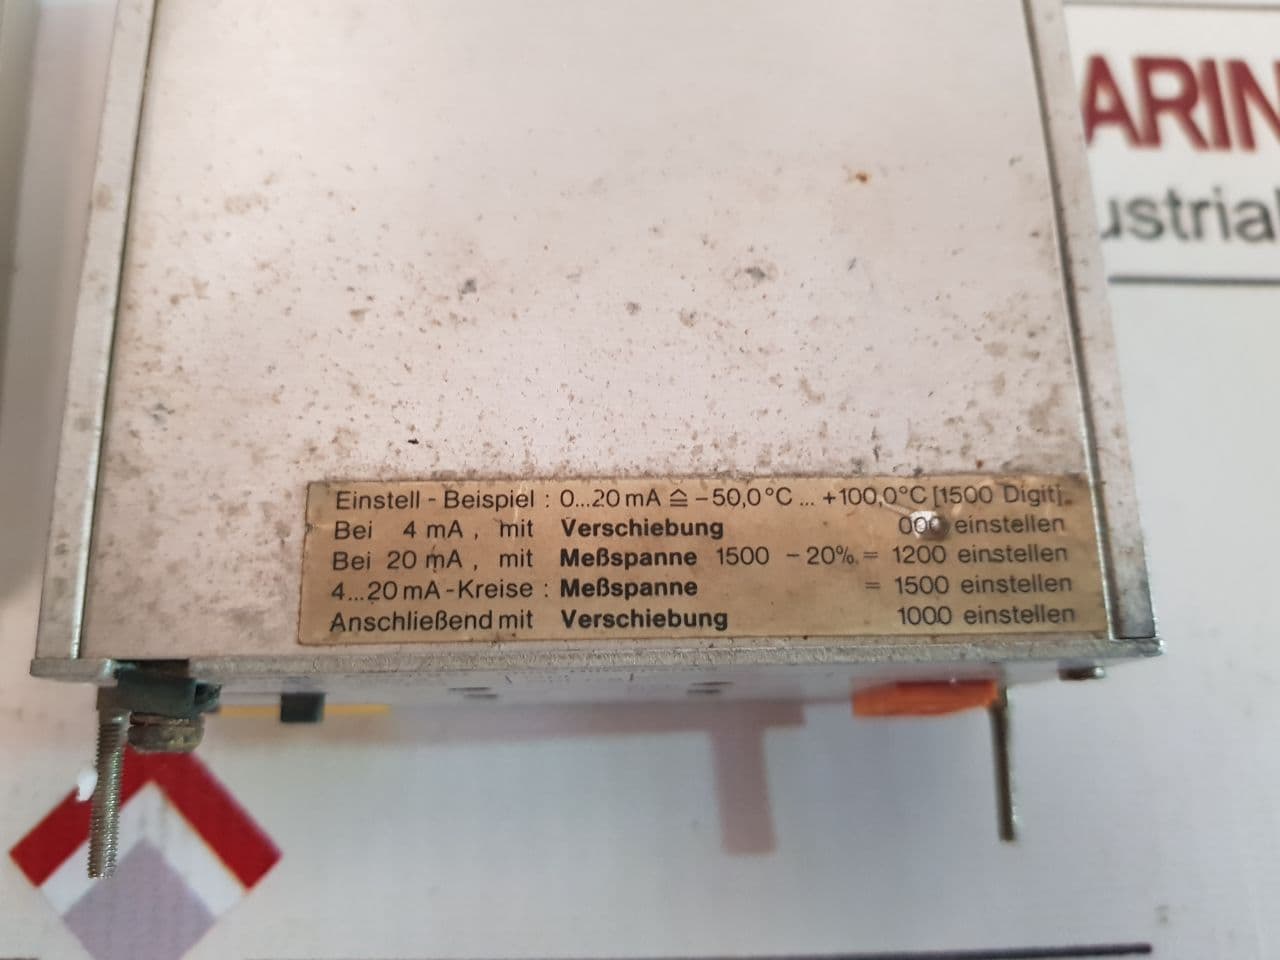 ARIN
ustrial
Einstell - Beispiel : 0...20 mA ≙ -50,0°C ... +100,0°C [1500 Digit].
Bei 4 mA , mit Verschiebung 000 einstellen
Bei 20 mA , mit Meßspanne 1500 - 20% = 1200 einstellen
4...20 mA -Kreise : Meßspanne = 1500 einstellen
Anschließend mit Verschiebung 1000 einstellen